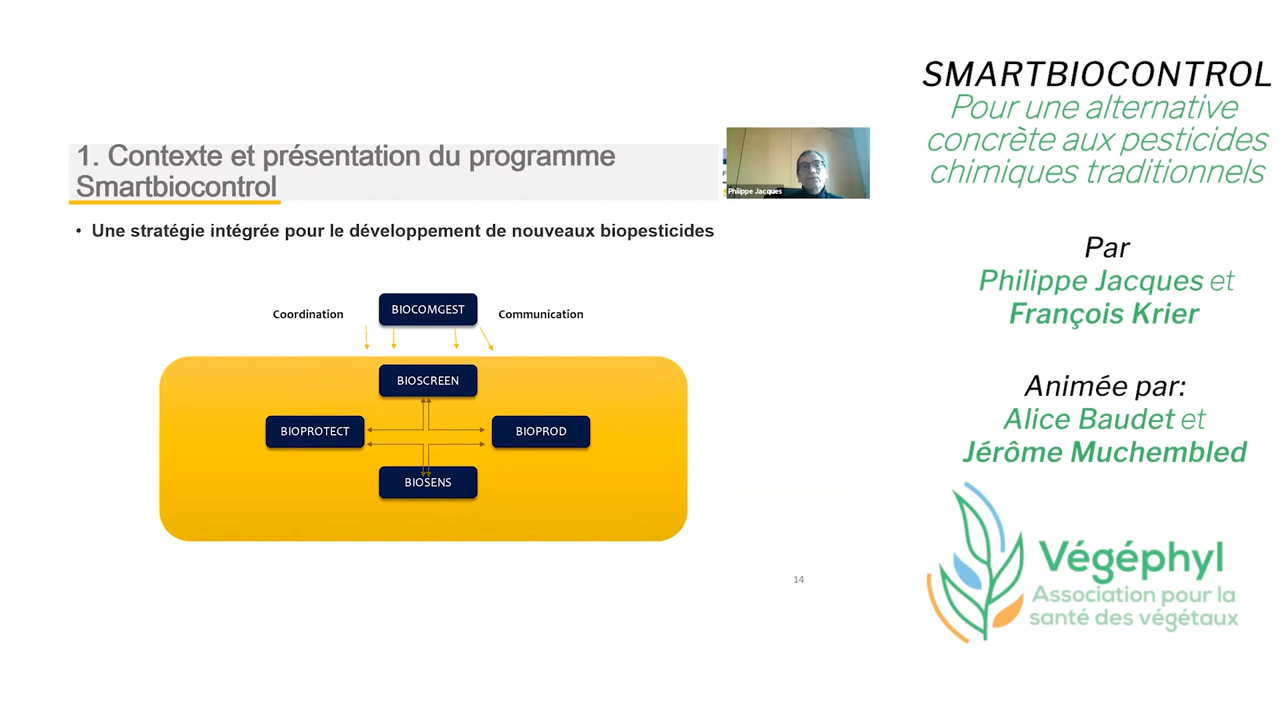 1. Contexte et présentation du programme
Smartbiocontrol
Philippe Jacques
• Une stratégie intégrée pour le développement de nouveaux biopesticides
BIOCOMGEST
Coordination
Communication
BIOSCREEN
BIOPROTECT
BIOPROD
BIOSENS
14
SMARTBIOCONTROL
Pour une alternative
concrète aux pesticides
chimiques traditionnels
Par
Philippe Jacques et
François Krier
Animée par:
Alice Baudet et
Jérôme Muchembled
Végéphyl
Association pour la
santé des végétaux